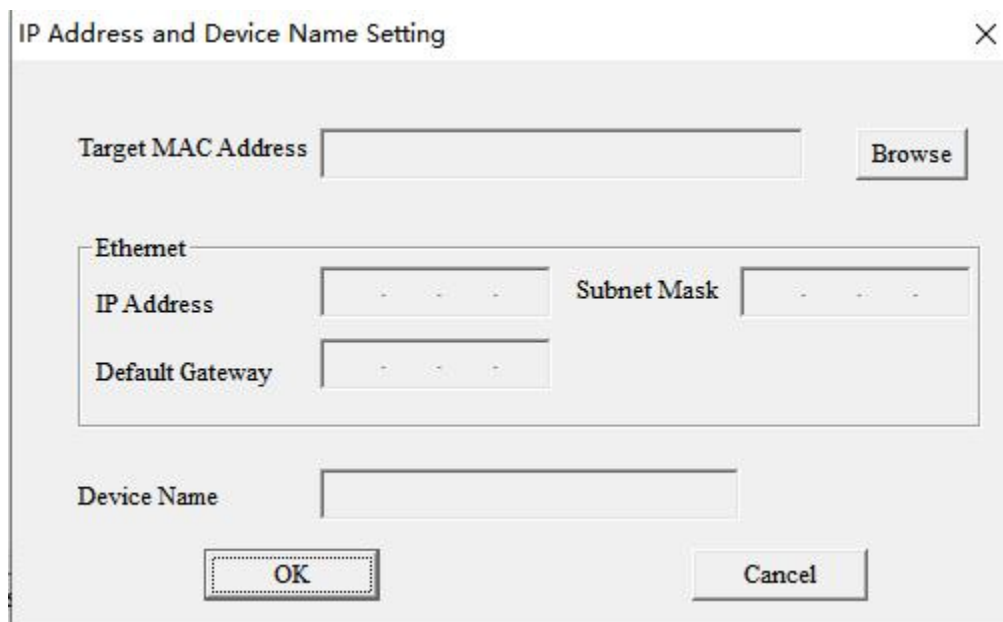 IP Address and Device Name Setting
Target MAC Address
Browse
Ethernet
IP Address
Subnet Mask
Default Gateway
Device Name
OK
Cancel